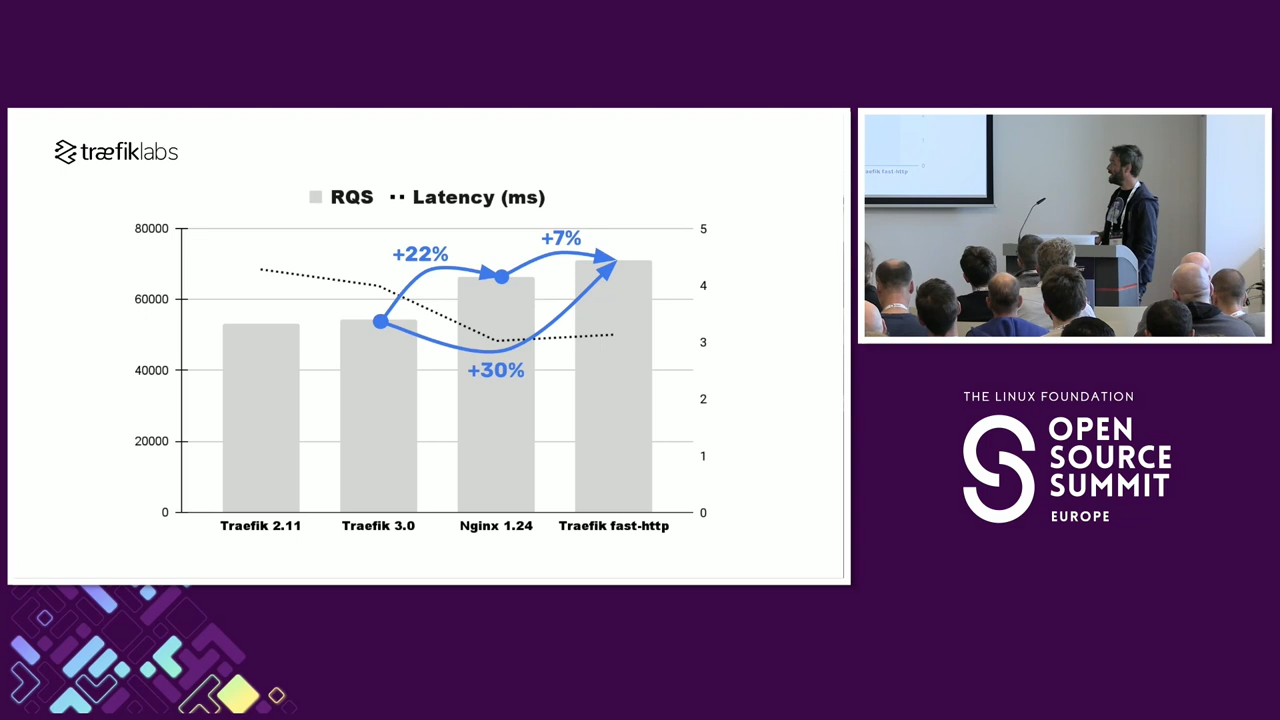 træfiklabs
RQS Latency (ms)
80000
60000
40000
20000
0
5
4
3
2
1
0
+22%
+7%
+30%
Traefik 2.11
Traefik 3.0
Nginx 1.24
Traefik fast-http
THE LINUX FOUNDATION
OPEN
SOURCE
SUMMIT
EUROPE